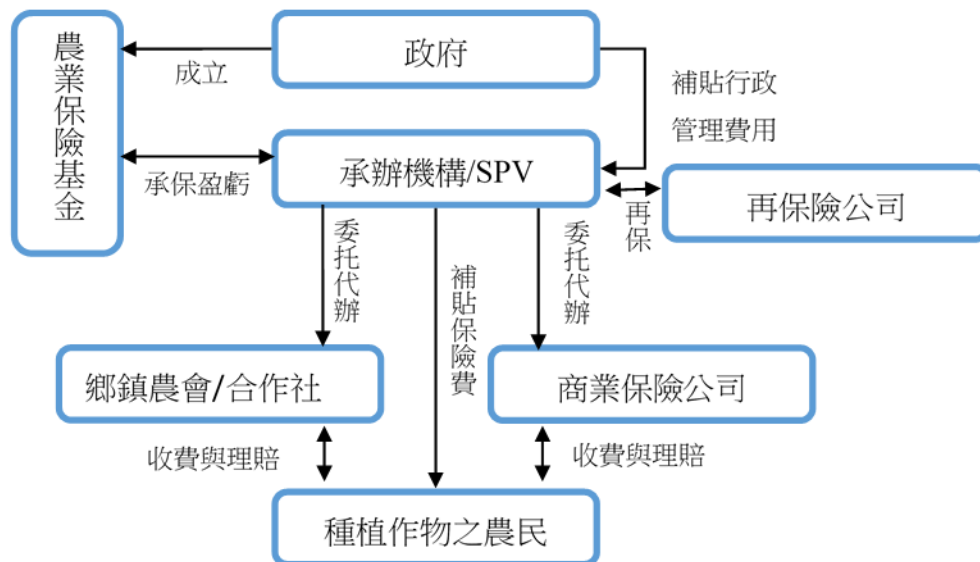 農業保險基金
政府
成立
補貼行政
管理費用
承保盈虧
承辦機構/SPV
再保
再保險公司
委托代辦
補貼保險費
委托代辦
鄉鎮農會/合作社
商業保險公司
收費與理賠
收費與理賠
種植作物之農民